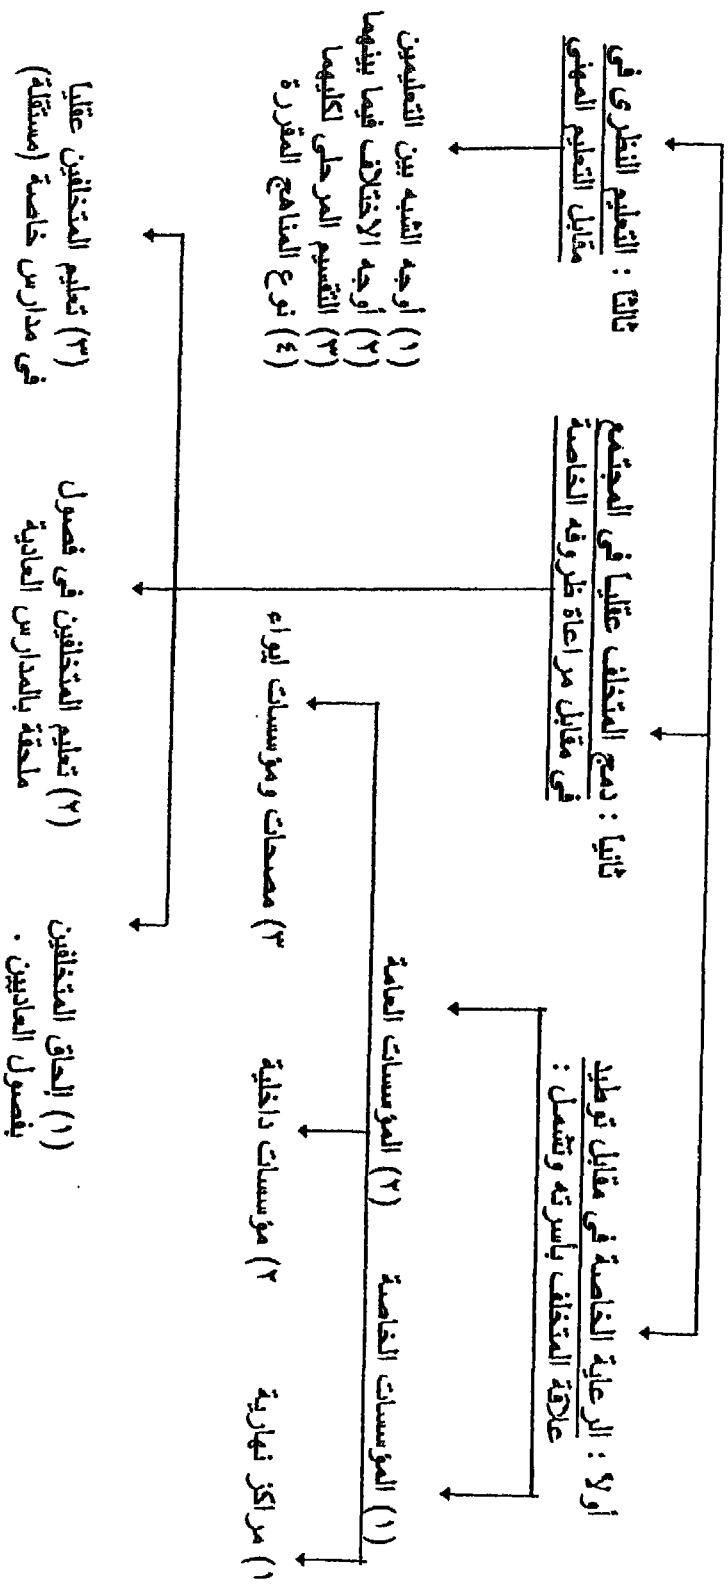 أولاً : الرعاية الخاصة في مقابل توطيد
علاقة المتخلف بأسرته وتشمل :
ثانياً : دمج المتخلف عقلياً في المجتمع
في مقابل مراعاة ظروفه الخاصة
ثالثاً : التعليم النظرى في
مقابل التعليم المهنى
(١) المؤسسات الخاصة
(٢) المؤسسات العامة
(١) أوجه الشبه بين التعليمين
(٢) أوجه الاختلاف فيما بينهما
(٣) التقسيم المرحلى لكليهما
(٤) نوع المناهج المقررة
١) مراكز نهارية
٢) مؤسسات داخلية
٣) مصحات ومؤسسات ايواء
(١) إلحاق المتخلفين
بفصول العاديين .
(٢) تعليم المتخلفين في فصول
ملحقة بالمدارس العادية
(٣) تعليم المتخلفين عقليا
في مدارس خاصة (مستقلة)